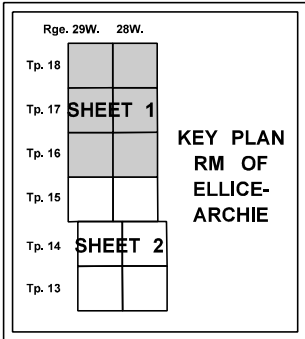 Rge. 29W. 28W.
Tp. 18
Tp. 17 SHEET 1
Tp. 16
Tp. 15
Tp. 14 SHEET 2
Tp. 13
KEY PLAN
RM OF
ELLICE-
ARCHIE